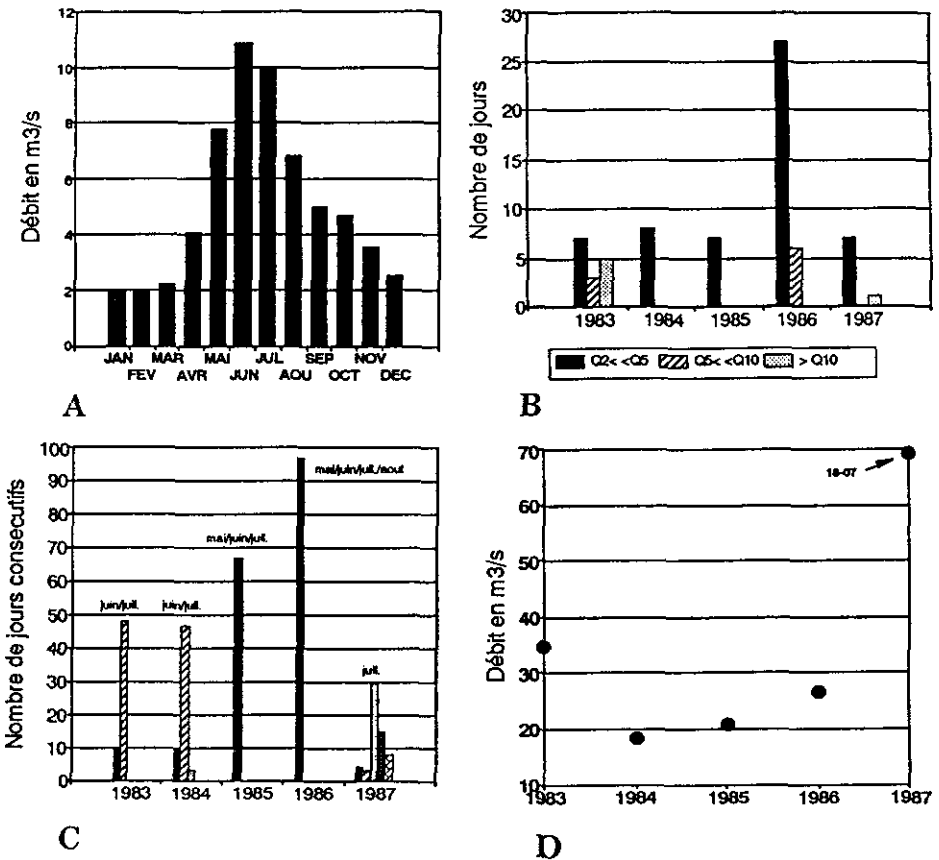 12
10
8
6
4
2
0
Débit en m3/s
JAN MAR MAI JUL SEP NOV
FEV AVR JUN AOU OCT DEC
A
30
25
20
15
10
5
0
Nombre de jours
1983 1984 1985 1986 1987
Q2< <Q5 Q5< <Q10 > Q10
B
100
90
80
70
60
50
40
30
20
10
0
Nombre de jours consecutifs
mai/juin/juil./aout
mai/juin/juil.
juin/juil. juin/juil.
juil.
1983 1984 1985 1986 1987
C
70
60
50
40
30
20
10
Débit en m3/s
18-07
1983 1984 1985 1986 1987
D